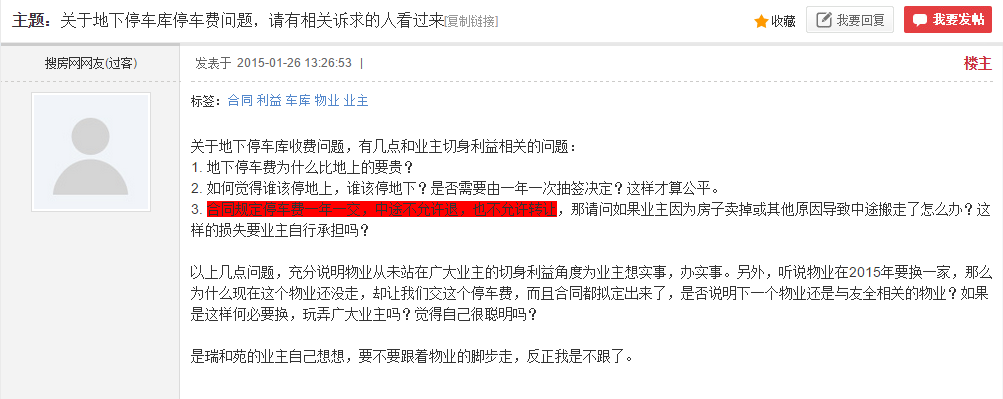 主题：关于地下停车库停车费问题，请有相关诉求的人看过来[复制链接]
收藏 我要回复 我要发帖
搜房网网友(过客) 发表于 2015-01-26 13:26:53 | 楼主
标签：合同 利益 车库 物业 业主
关于地下停车库收费问题，有几点和业主切身利益相关的问题：
1. 地下停车费为什么比地上的要贵？
2. 如何觉得谁该停地上，谁该停地下？是否需要由一年一次抽签决定？这样才算公平。
3. 合同规定停车需一年一交，中途不允许退，也不允许转让，那请问如果业主因为房子卖掉或其他原因导致中途搬走了怎么办？这
样的损失要业主自行承担吗？
以上几点问题，充分说明物业从未站在广大业主的切身利益角度为业主想实事，办实事。另外，听说物业在2015年要换一家，那么
为什么现在这个物业还没走，却让我们交这个停车费，而且合同都拟定出来了，是否说明下一个物业还是与友全相关的物业？如果
是这样何必要换，玩弄广大业主吗？觉得自己很聪明吗？
是瑞和苑的业主自己想想，要不要跟着物业的脚步走，反正我是不跟了。